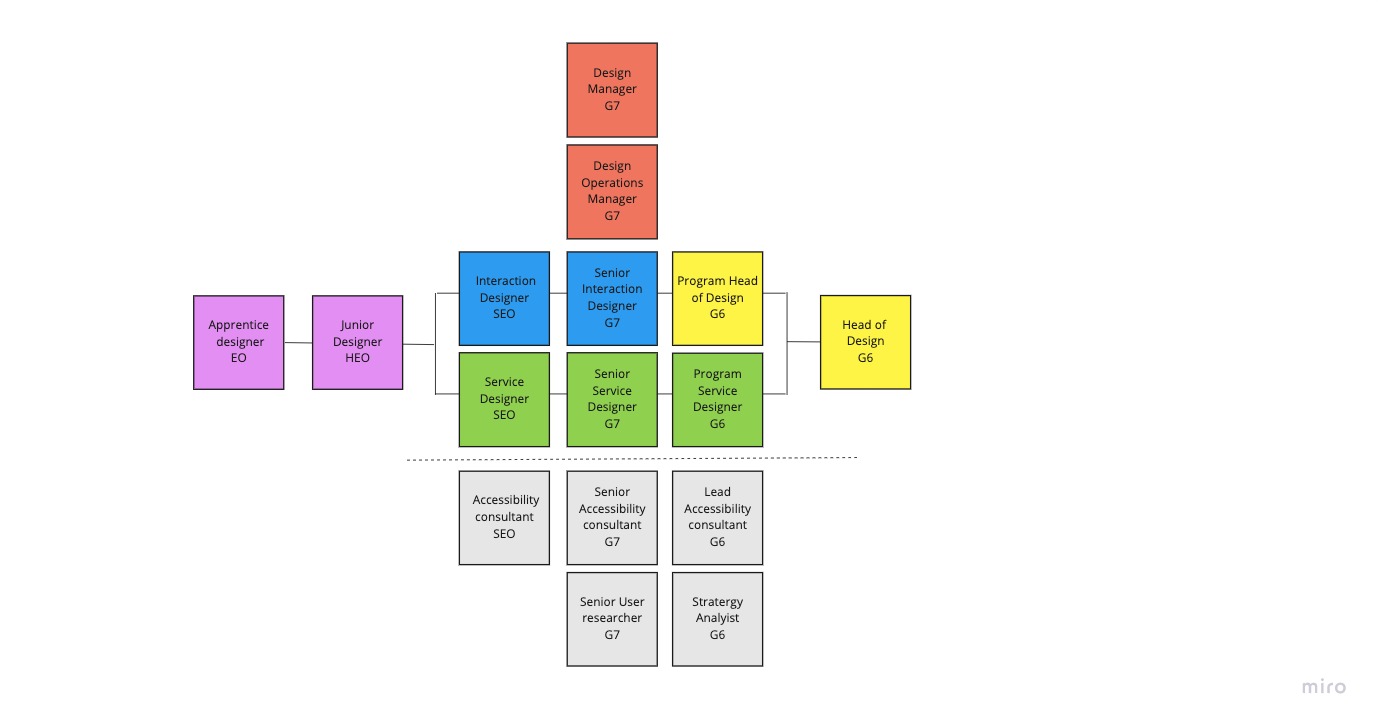 Design
Manager
G7
Design
Operations
Manager
G7
Interaction
Designer
SEO
Senior
Interaction
Designer
G7
Program Head
of Design
G6
Apprentice
designer
EO
Junior
Designer
HEO
Head of
Design
G6
Service
Designer
SEO
Senior
Service
Designer
G7
Program
Service
Designer
G6
Accessibility
consultant
SEO
Senior
Accessibility
consultant
G7
Lead
Accessibility
consultant
G6
Senior User
researcher
G7
Stratergy
Analyist
G6
miro